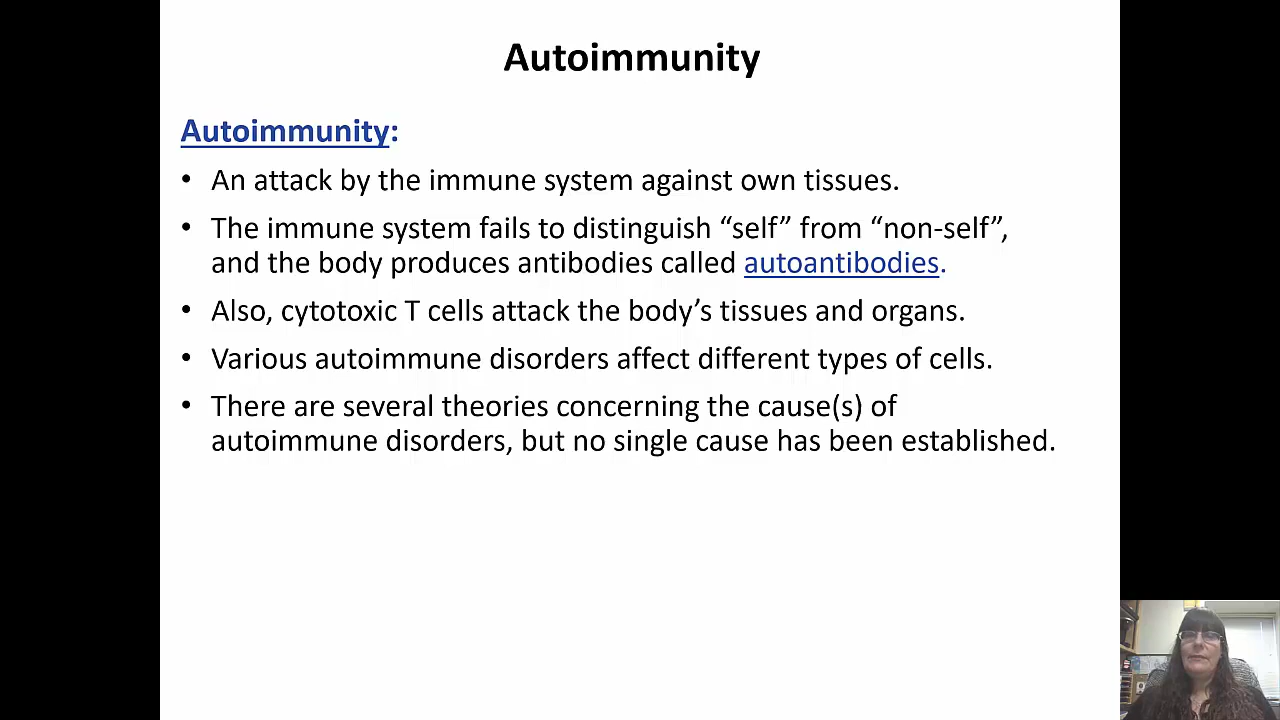 Autoimmunity
Autoimmunity:
• An attack by the immune system against own tissues.
• The immune system fails to distinguish “self” from “non-self”,
and the body produces antibodies called autoantibodies.
• Also, cytotoxic T cells attack the body’s tissues and organs.
• Various autoimmune disorders affect different types of cells.
• There are several theories concerning the cause(s) of
autoimmune disorders, but no single cause has been established.